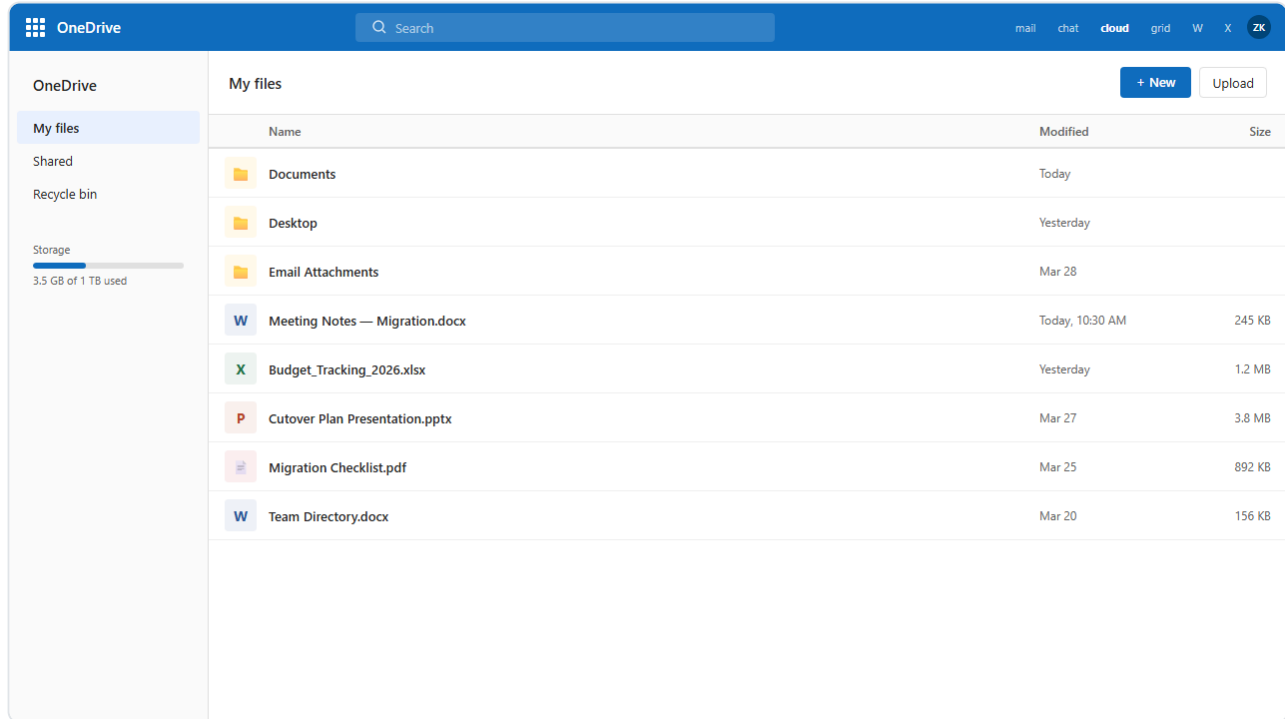 OneDrive
Search
mail chat cloud grid W X ZK
OneDrive
My files
Shared
Recycle bin
Storage
3.5 GB of 1 TB used
My files
+ New Upload
Name Modified Size
Documents Today
Desktop Yesterday
Email Attachments Mar 28
W Meeting Notes — Migration.docx Today, 10:30 AM 245 KB
X Budget_Tracking_2026.xlsx Yesterday 1.2 MB
P Cutover Plan Presentation.pptx Mar 27 3.8 MB
Migration Checklist.pdf Mar 25 892 KB
W Team Directory.docx Mar 20 156 KB